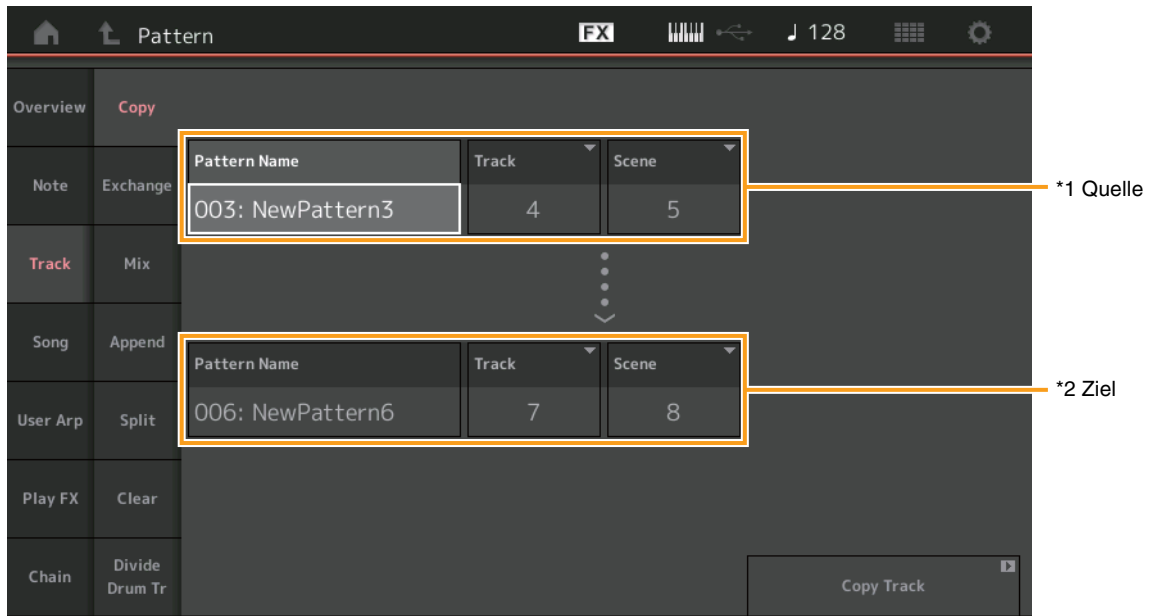 Pattern
FX
♩ 128
Overview
Copy
Pattern Name
Track
Scene
Note
Exchange
003: NewPattern3
4
5
*1 Quelle
Track
Mix
Song
Append
Pattern Name
Track
Scene
*2 Ziel
User Arp
Split
006: NewPattern6
7
8
Play FX
Clear
Chain
Divide
Drum Tr
Copy Track